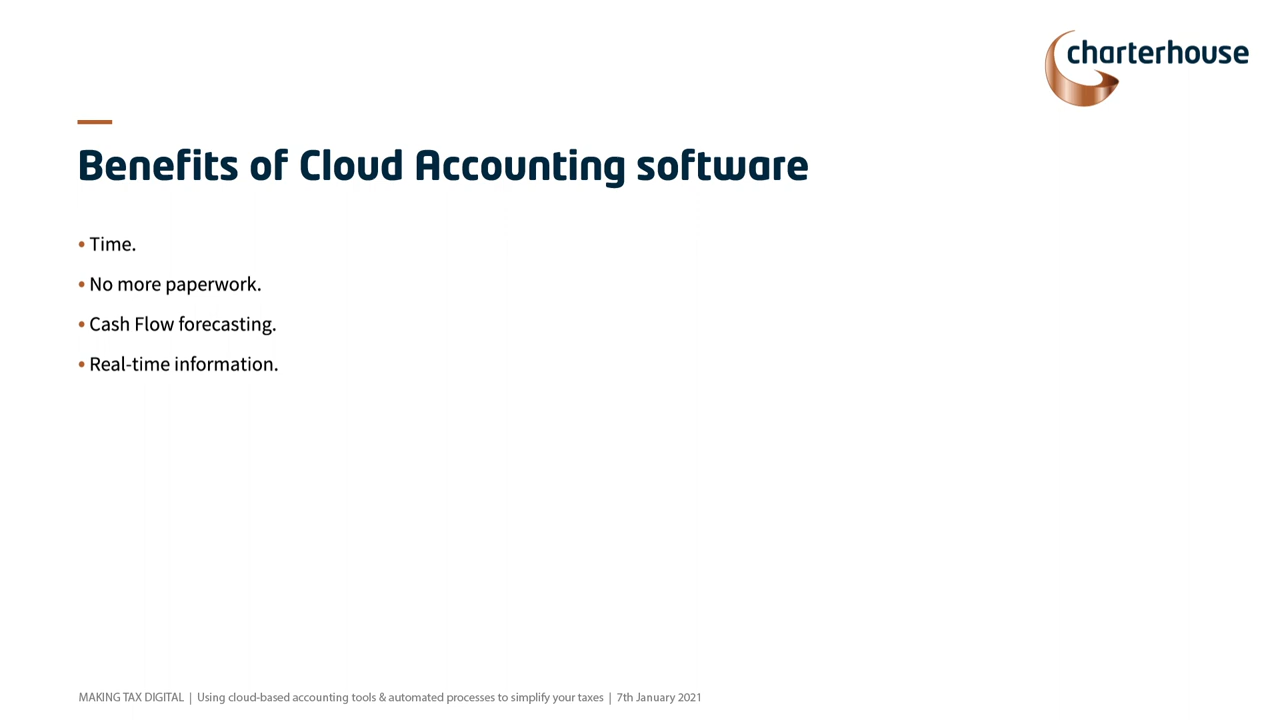 charterhouse
Benefits of Cloud Accounting software
• Time.
• No more paperwork.
• Cash Flow forecasting.
• Real-time information.
MAKING TAX DIGITAL | Using cloud-based accounting tools & automated processes to simplify your taxes | 7th January 2021